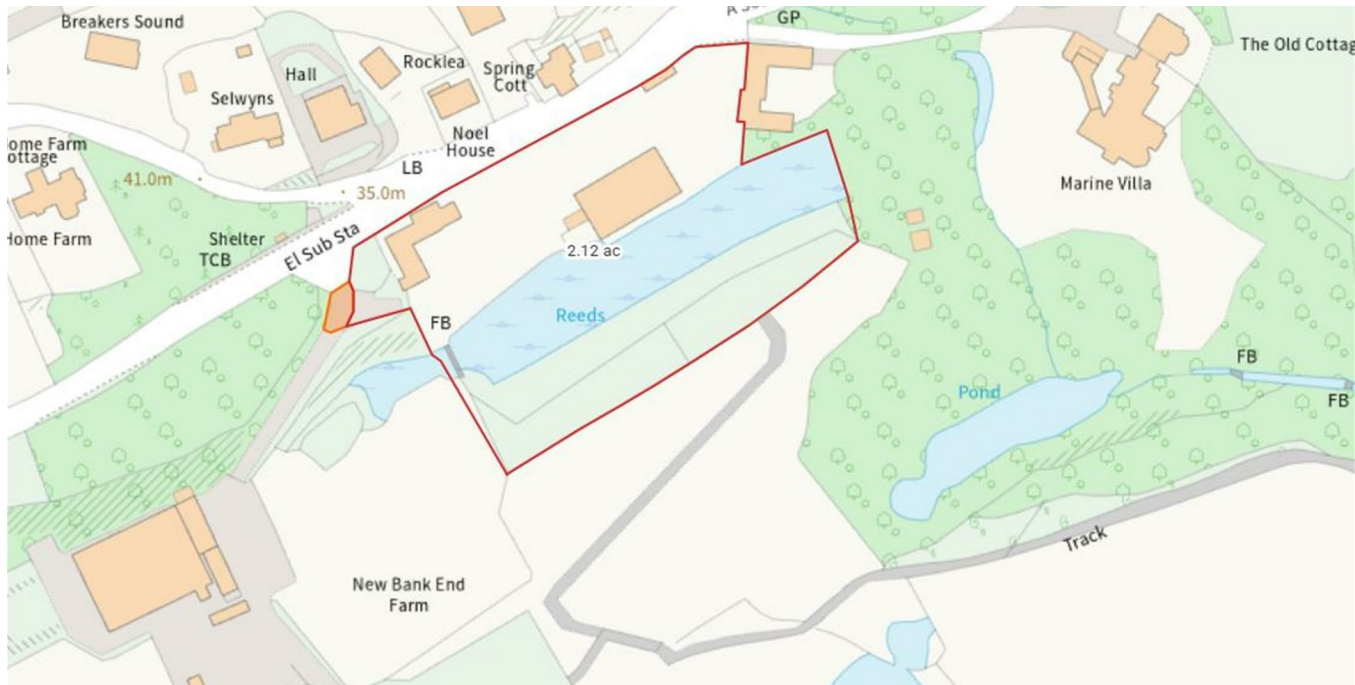 Breakers Sound
GP
The Old Cottag
Hall
Rocklea
Spring
Cott
Selwyns
Noel
House
ome Farm
ottage
41.0m
LB
35.0m
Marine Villa
Home Farm
Shelter
TCB
El Sub Sta
2.12 ac
FB
Reeds
FB
Pond
FB
Track
New Bank End
Farm